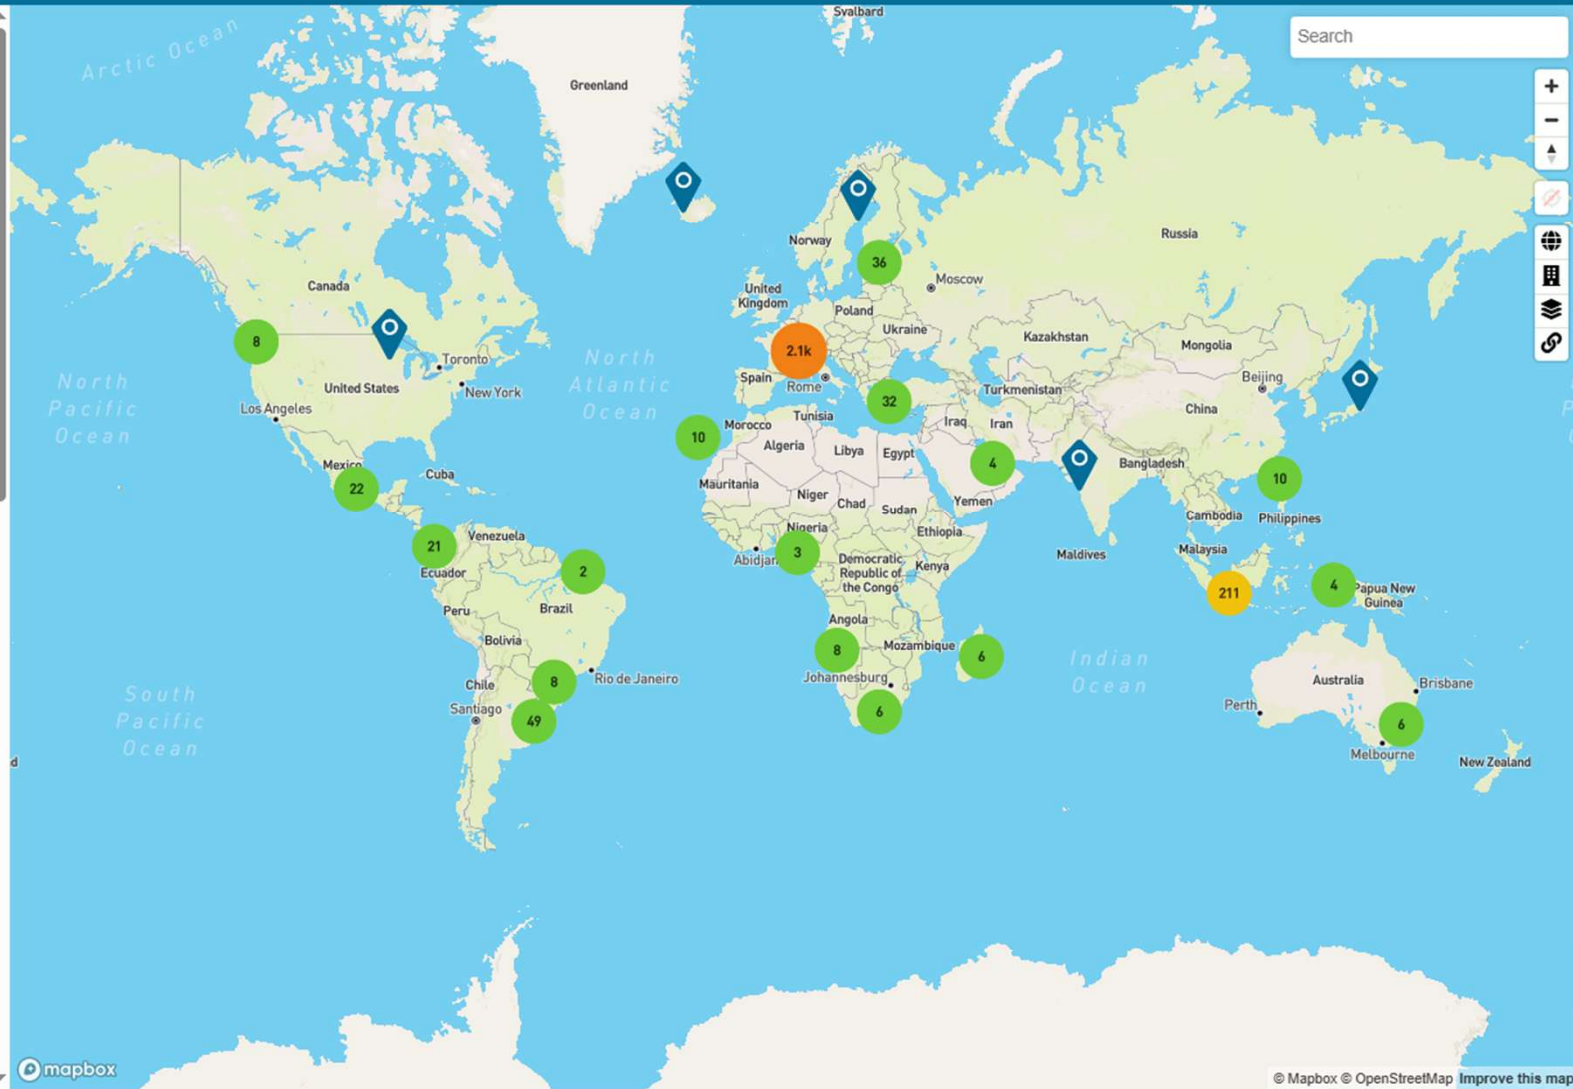 Svalbard
Search
Arctic Ocean
Greenland
Norway
Russia
36
Moscow
Canada
United
Kingdom
Poland
Ukraine
Kazakhstan
Mongolia
8
Toronto
North
Atlantic
Ocean
2.1k
Spain
Rome
Turkmenistan
Beijing
North
Pacific
Ocean
United States
New York
Los Angeles
32
China
Morocco
Tunisia
Iraq
Iran
10
Algeria
Libya
Egypt
Mexico
Cuba
4
Bangladesh
22
Mauritania
Niger
Chad
Sudan
Yemen
10
Cambodia
Philippines
21
Venezuela
Nigeria
Ethiopia
Abidjan
3
Maldives
Malaysia
Ecuador
2
Democratic
Republic of
the Congo
Kenya
211
4
Papua New
Guinea
Peru
Brazil
Angola
Bolivia
8
Mozambique
6
Indian
Ocean
Chile
8
Rio de Janeiro
Johannesburg
Australia
Brisbane
South
Pacific
Ocean
Santiago
49
6
Perth
6
Melbourne
New Zealand
d
mapbox
© Mapbox © OpenStreetMap Improve this map